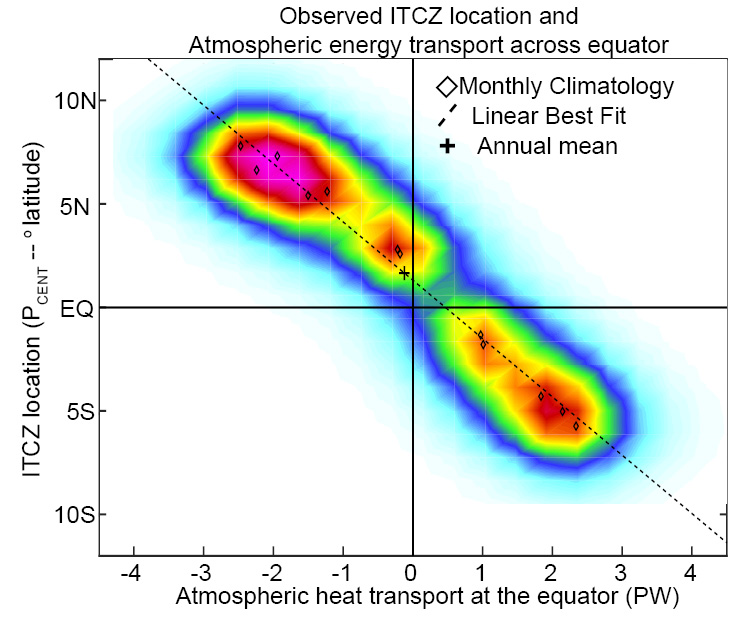 Observed ITCZ location and
Atmospheric energy transport across equator
Monthly Climatology
Linear Best Fit
Annual mean
ITCZ location (PCENT -- º latitude)
10N
5N
EQ
5S
10S
-4 -3 -2 -1 0 1 2 3 4
Atmospheric heat transport at the equator (PW)